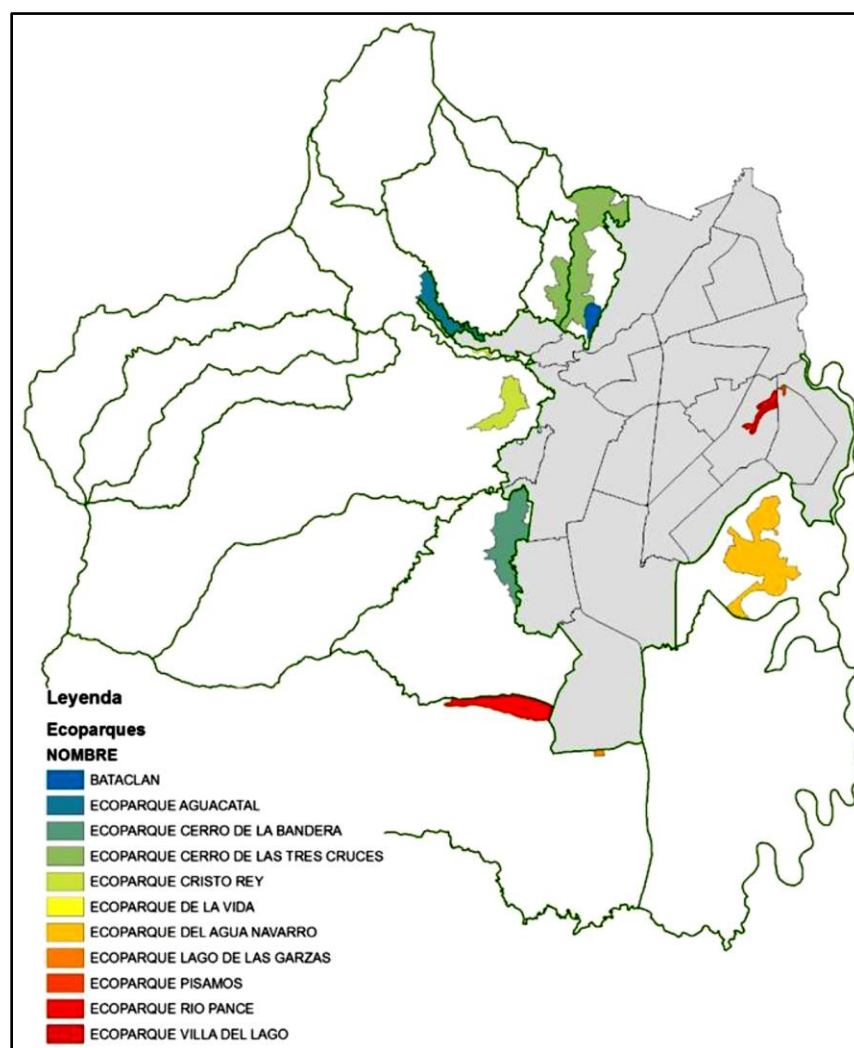 Leyenda
Ecoparques
NOMBRE
BATACLAN
ECOPARQUE AGUACATAL
ECOPARQUE CERRO DE LA BANDERA
ECOPARQUE CERRO DE LAS TRES CRUCES
ECOPARQUE CRISTO REY
ECOPARQUE DE LA VIDA
ECOPARQUE DEL AGUA NAVARRO
ECOPARQUE LAGO DE LAS GARZAS
ECOPARQUE PISAMOS
ECOPARQUE RIO PANCE
ECOPARQUE VILLA DEL LAGO